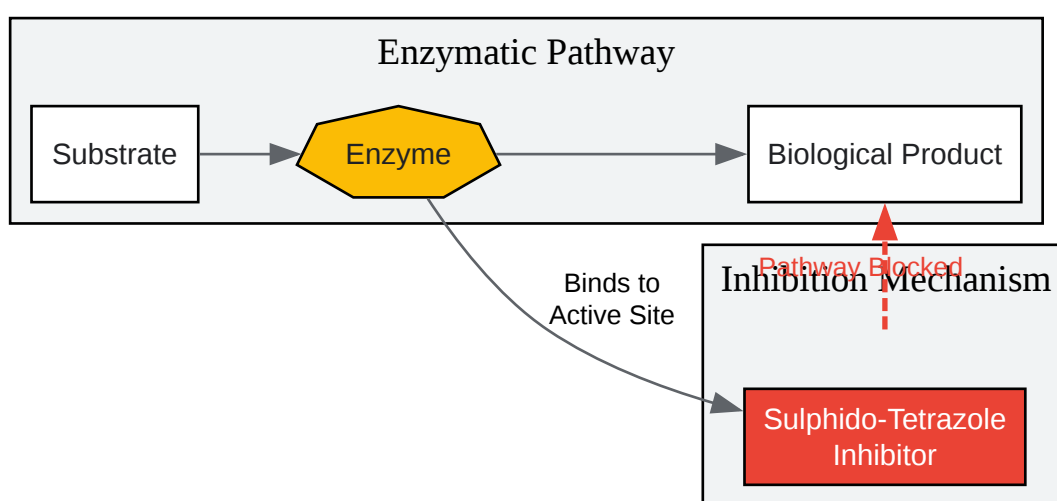 Enzymatic Pathway
Substrate
Enzyme
Biological Product
Pathway Blocked
Inhibition Mechanism
Binds to
Active Site
Sulphido-Tetrazole
Inhibitor